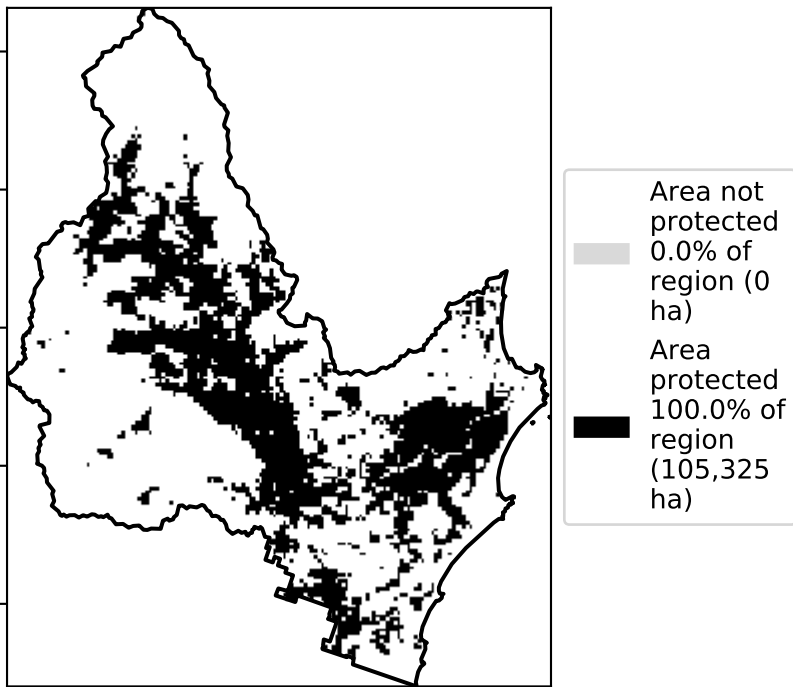 Area not
protected
0.0% of
region (0
ha)
Area
protected
100.0% of
region
(105,325
ha)